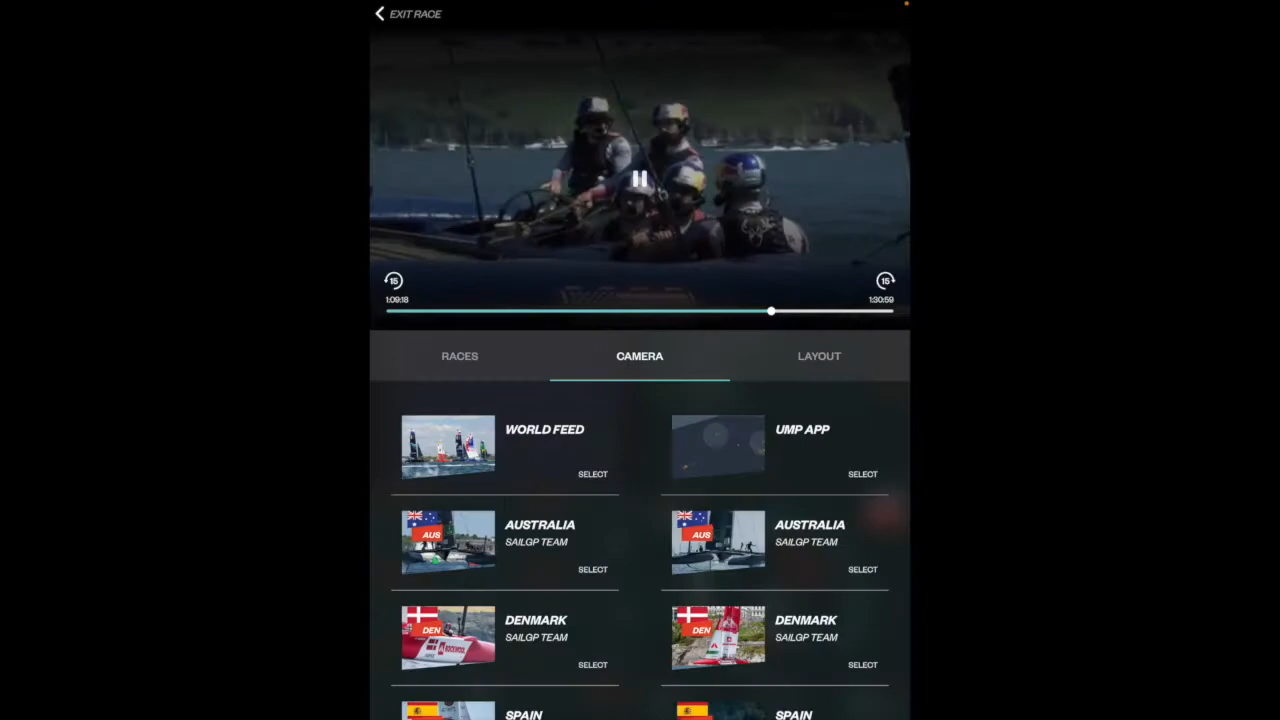 EXIT RACE
15
15
1:09:18
1:30:59
RACES
CAMERA
LAYOUT
WORLD FEED
SELECT
UMP APP
SELECT
AUS
AUSTRALIA
SAILGP TEAM
SELECT
AUS
AUSTRALIA
SAILGP TEAM
SELECT
DEN
DENMARK
SAILGP TEAM
SELECT
DEN
DENMARK
SAILGP TEAM
SELECT
SPAIN
SPAIN